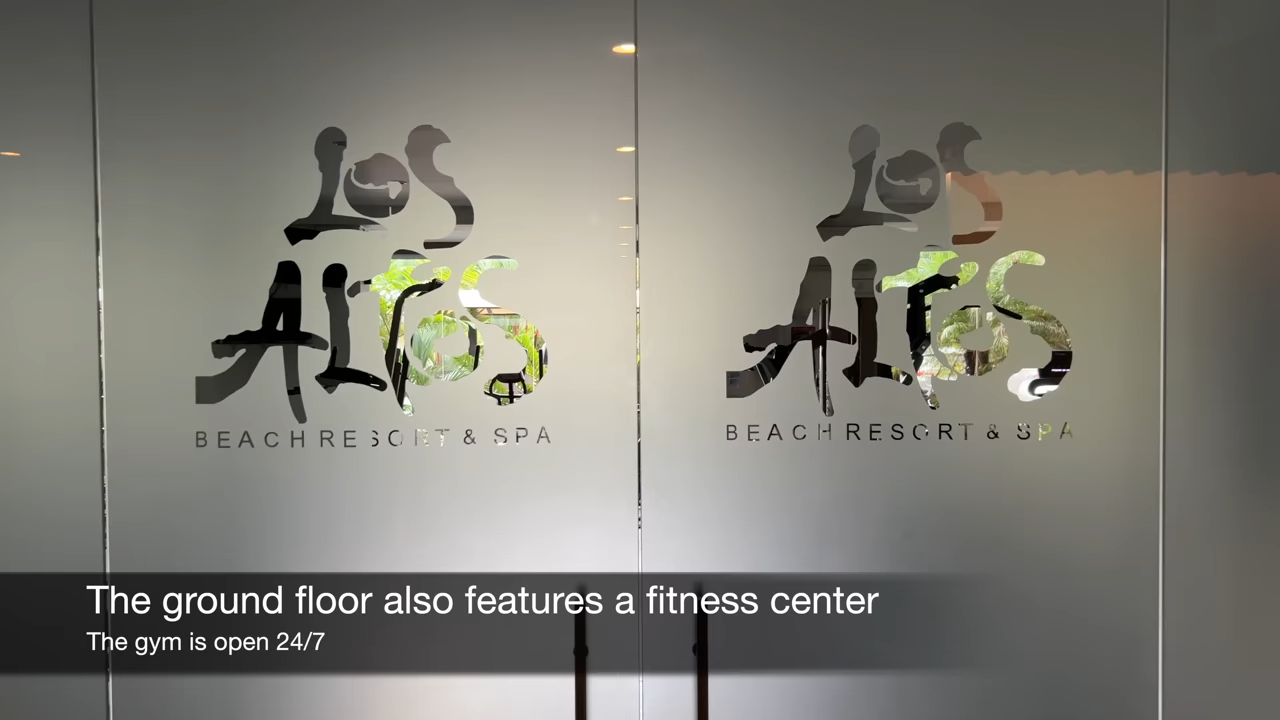 LOS
ALTOS
BEACH RESORT & SPA
LOS
ALTOS
BEACH RESORT & SPA
The ground floor also features a fitness center
The gym is open 24/7